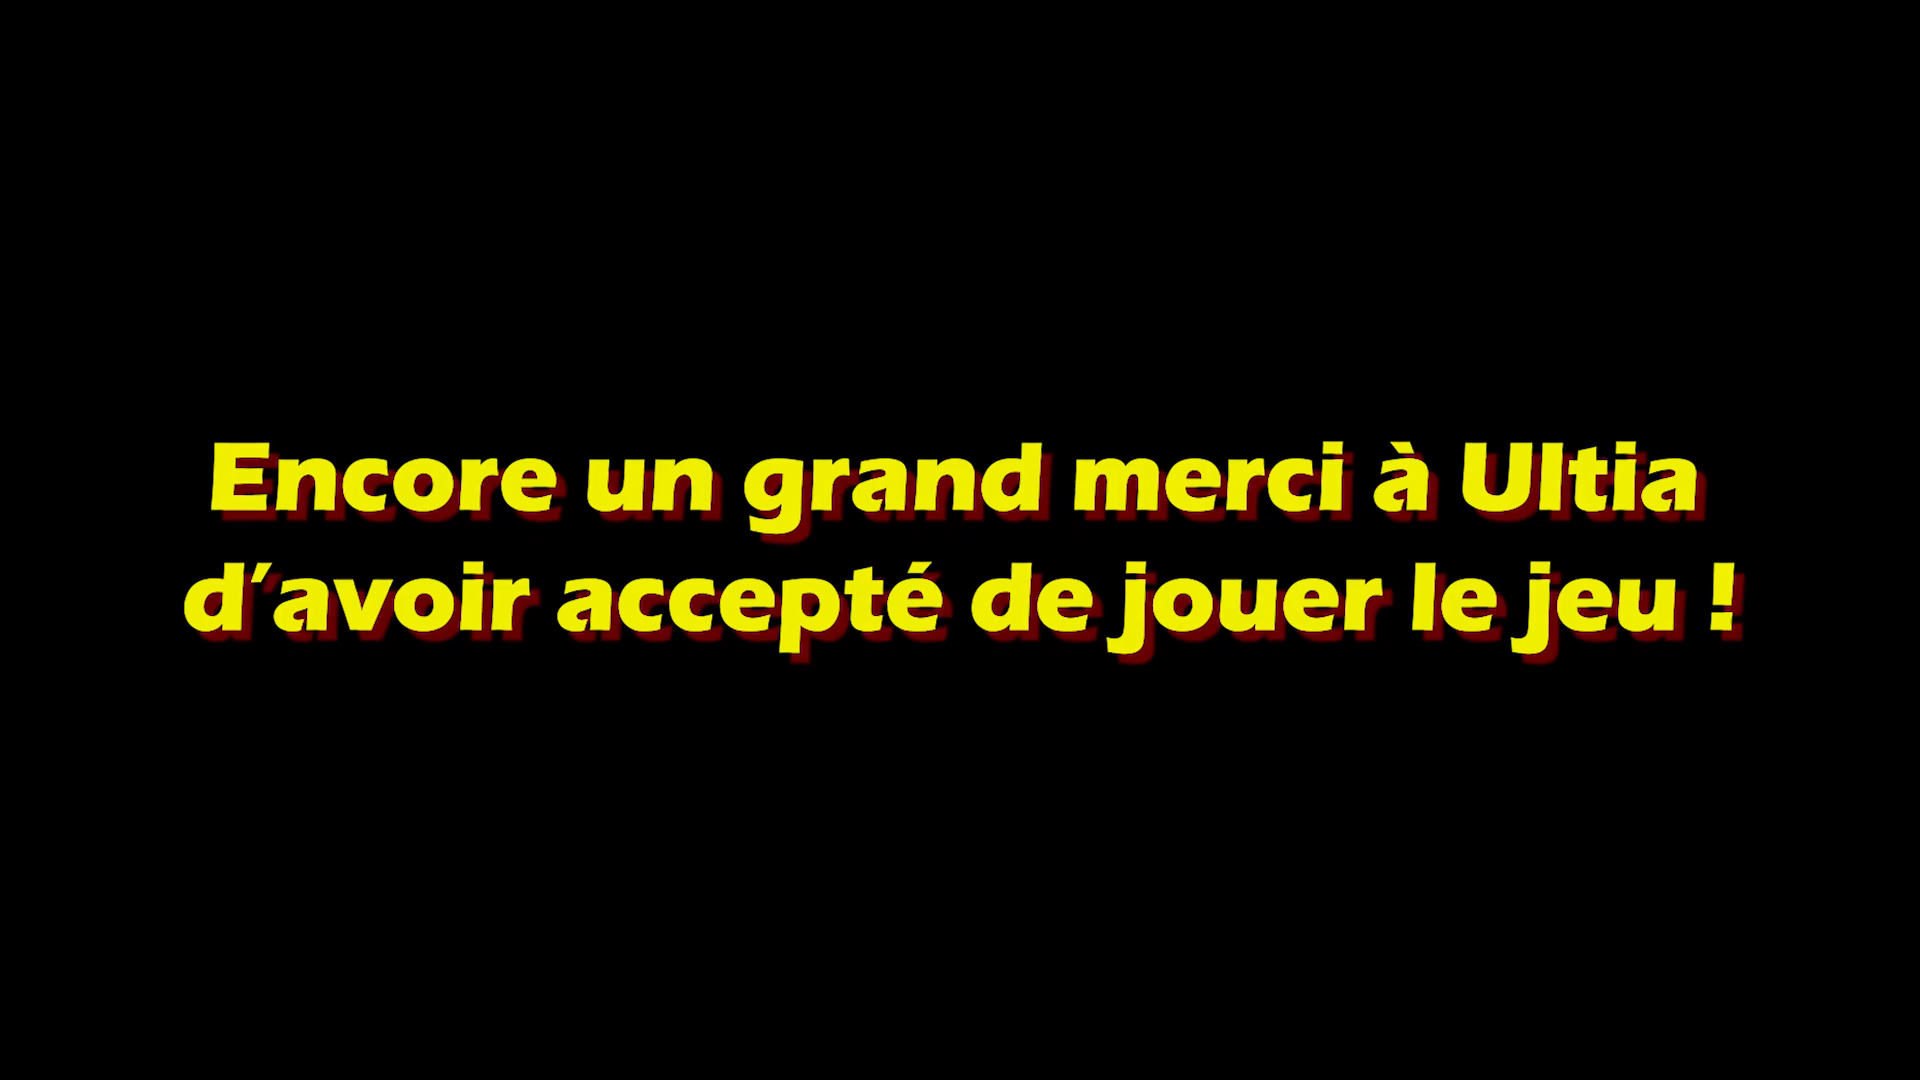 Encore un grand merci à Ultia
d'avoir accepté de jouer le jeu !